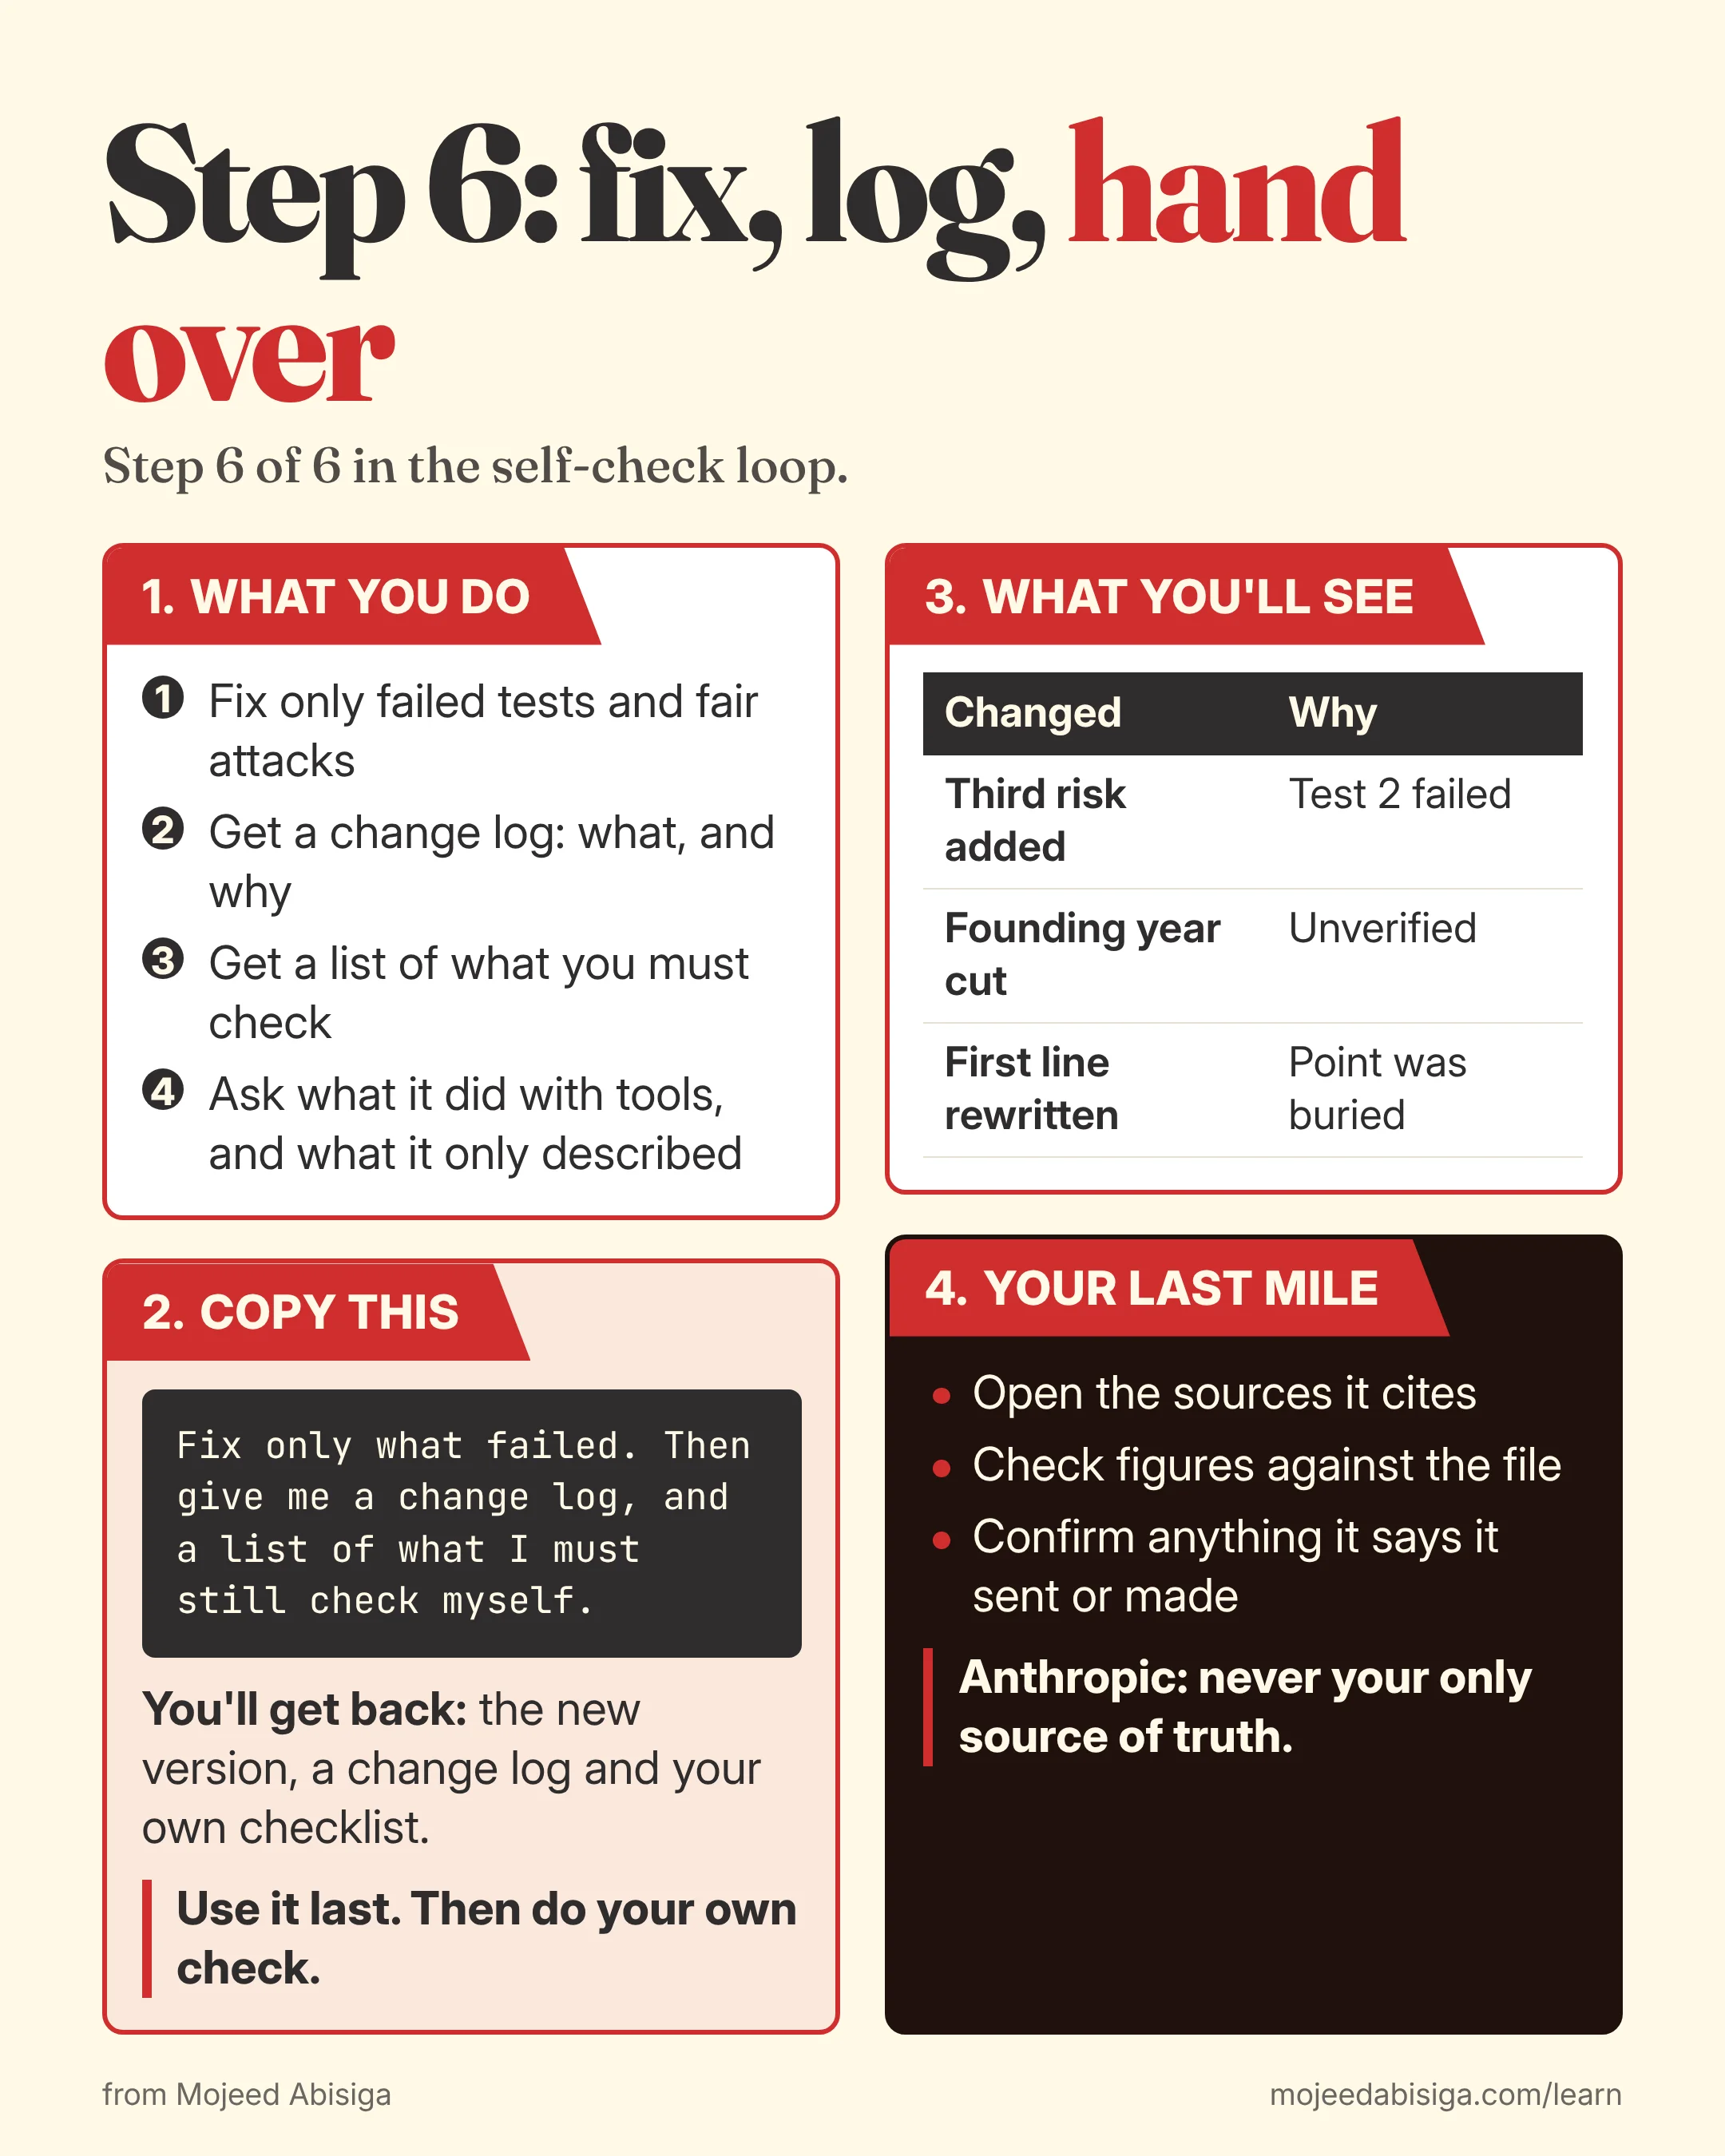 Step 6: fix, log, hand
over
Step 6 of 6 in the self-check loop.
1. WHAT YOU DO
1 Fix only failed tests and fair
attacks
2 Get a change log: what, and
why
3 Get a list of what you must
check
4 Ask what it did with tools,
and what it only described
2. COPY THIS
Fix only what failed. Then
give me a change log, and
a list of what I must
still check myself.
You'll get back: the new
version, a change log and your
own checklist.
Use it last. Then do your own
check.
3. WHAT YOU'LL SEE
Changed Why
Third risk Test 2 failed
added
Founding year Unverified
cut
First line Point was
rewritten buried
4. YOUR LAST MILE
• Open the sources it cites
• Check figures against the file
• Confirm anything it says it
sent or made
Anthropic: never your only
source of truth.
from Mojeed Abisiga
mojeedabisiga.com/learn